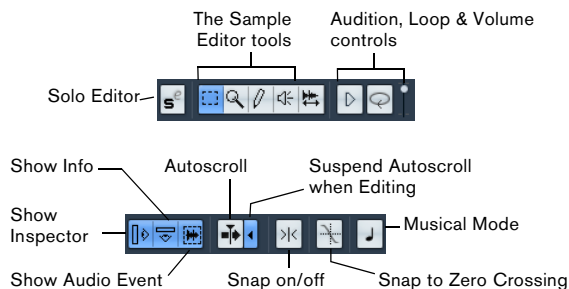 The Sample
Editor tools
Audition, Loop & Volume
controls
Solo Editor
Show Info
Autoscroll
Suspend Autoscroll
when Editing
Show
Inspector
Musical Mode
Show Audio Event
Snap on/off
Snap to Zero Crossing